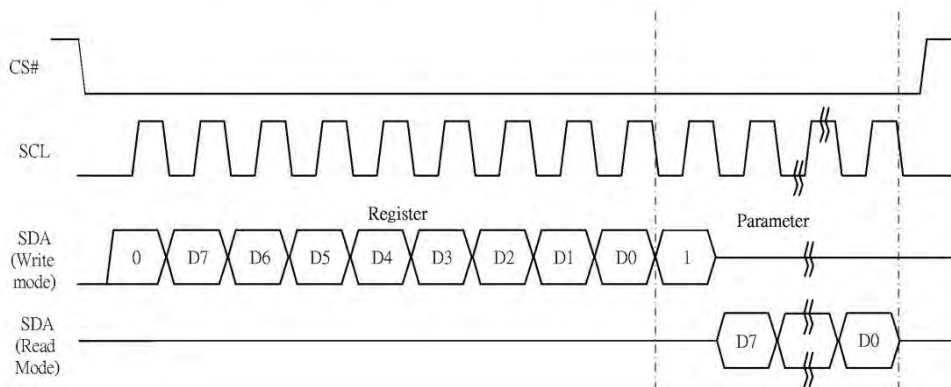 CS#
SCL
Register
Parameter
SDA
(Write
mode)
0 D7 D6 D5 D4 D3 D2 D1 D0 1
SDA
(Read
Mode)
D7 D0